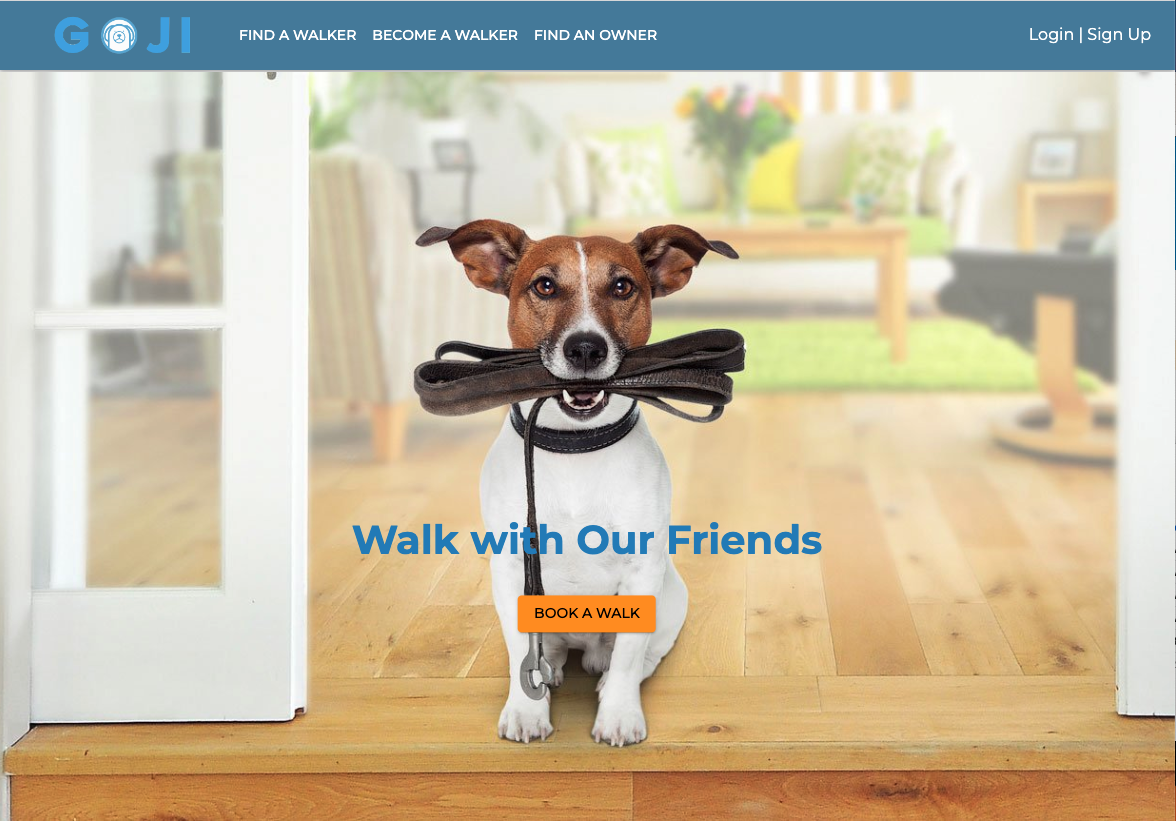 GOJI
FIND A WALKER BECOME A WALKER FIND AN OWNER
Login | Sign Up
Walk with Our Friends
BOOK A WALK